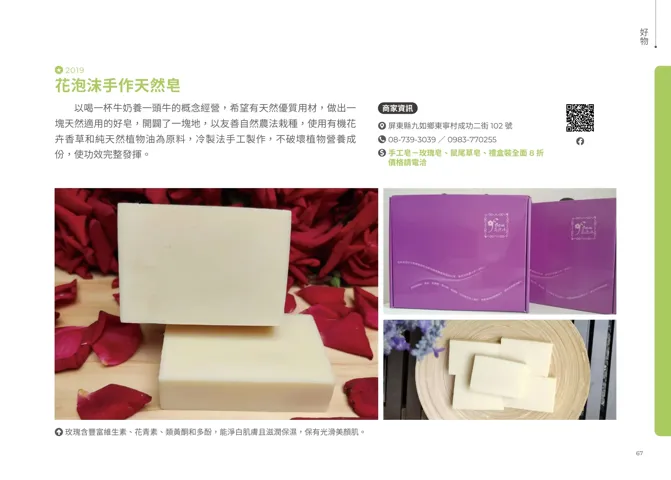 好物
2019
花泡沫手作天然皂
以喝一杯牛奶養一頭牛的概念經營，希望有天然優質用材，做出一
塊天然適用的好皂，開闢了一塊地，以友善自然農法栽種，使用有機花
卉香草和純天然植物油為原料，冷製法手工製作，不破壞植物營養成
份，使功效完整發揮。
商家資訊
屏東縣九如鄉東寧村成功二街 102 號
08-739-3039 ／ 0983-770255
手工皂－玫瑰皂、鼠尾草皂、禮盒裝全面 8 折
價格請電洽
玫瑰含豐富維生素、花青素、類黃酮和多酚，能淨白肌膚且滋潤保濕，保有光滑美顏肌。
67